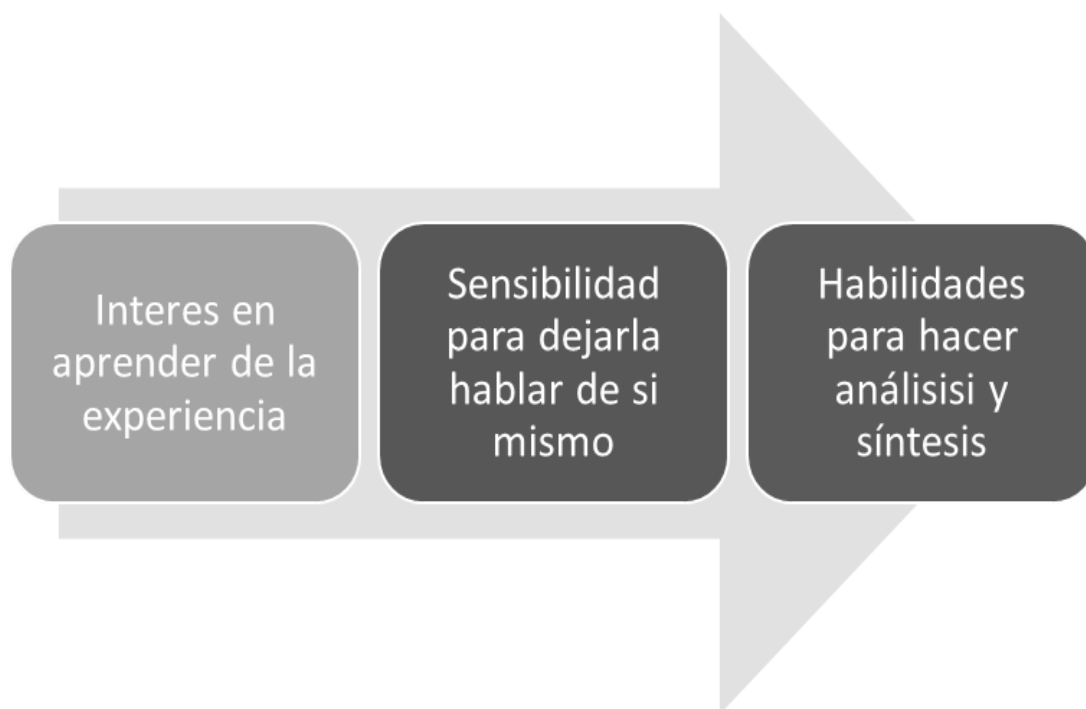 Interes en
aprender de la
experiencia
Sensibilidad
para dejarla
hablar de si
mismo
Habilidades
para hacer
análisisi y
síntesis